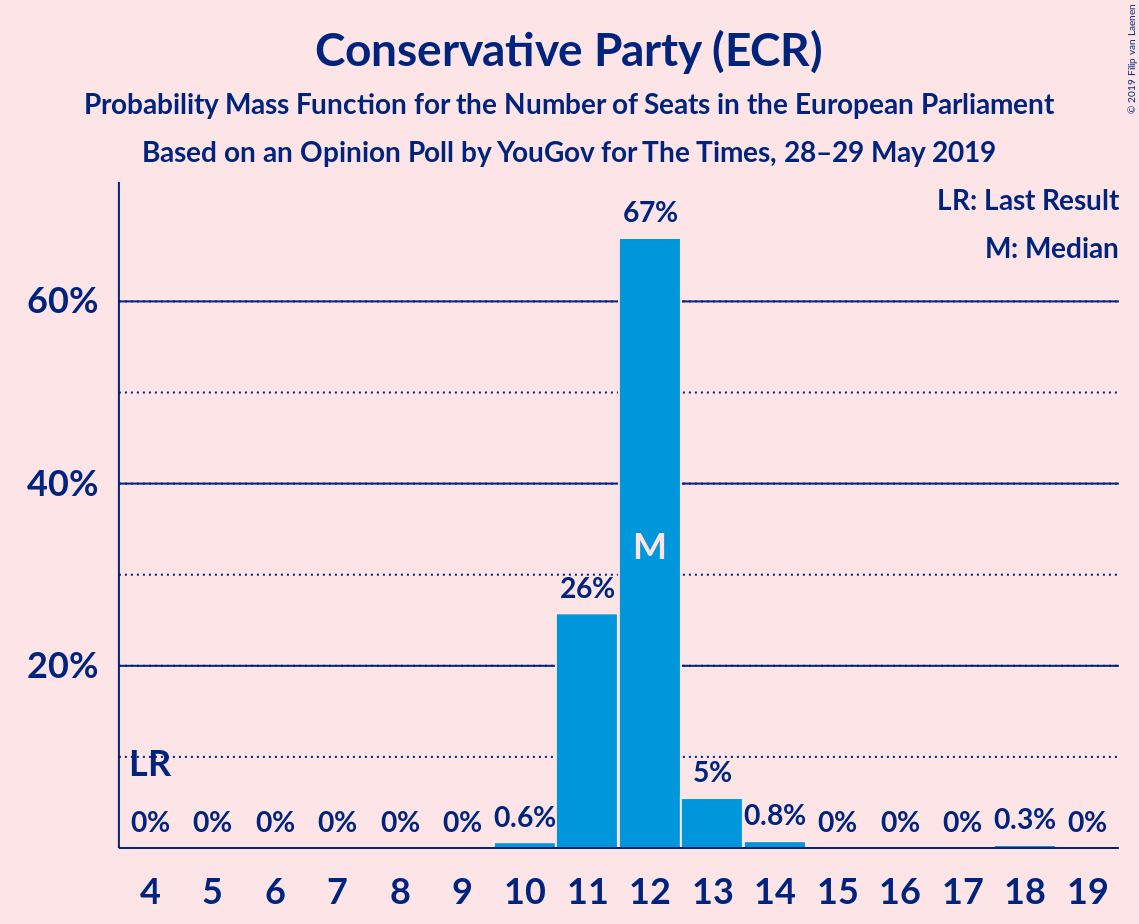 Conservative Party (ECR)
Probability Mass Function for the Number of Seats in the European Parliament
Based on an Opinion Poll by YouGov for The Times, 28–29 May 2019
© 2019 Filip van Laenen
LR: Last Result
M: Median
67%
60%
40%
M
26%
20%
LR
5%
0% 0% 0% 0% 0% 0% 0.6% 0.8% 0% 0% 0% 0.3% 0%
4 5 6 7 8 9 10 11 12 13 14 15 16 17 18 19